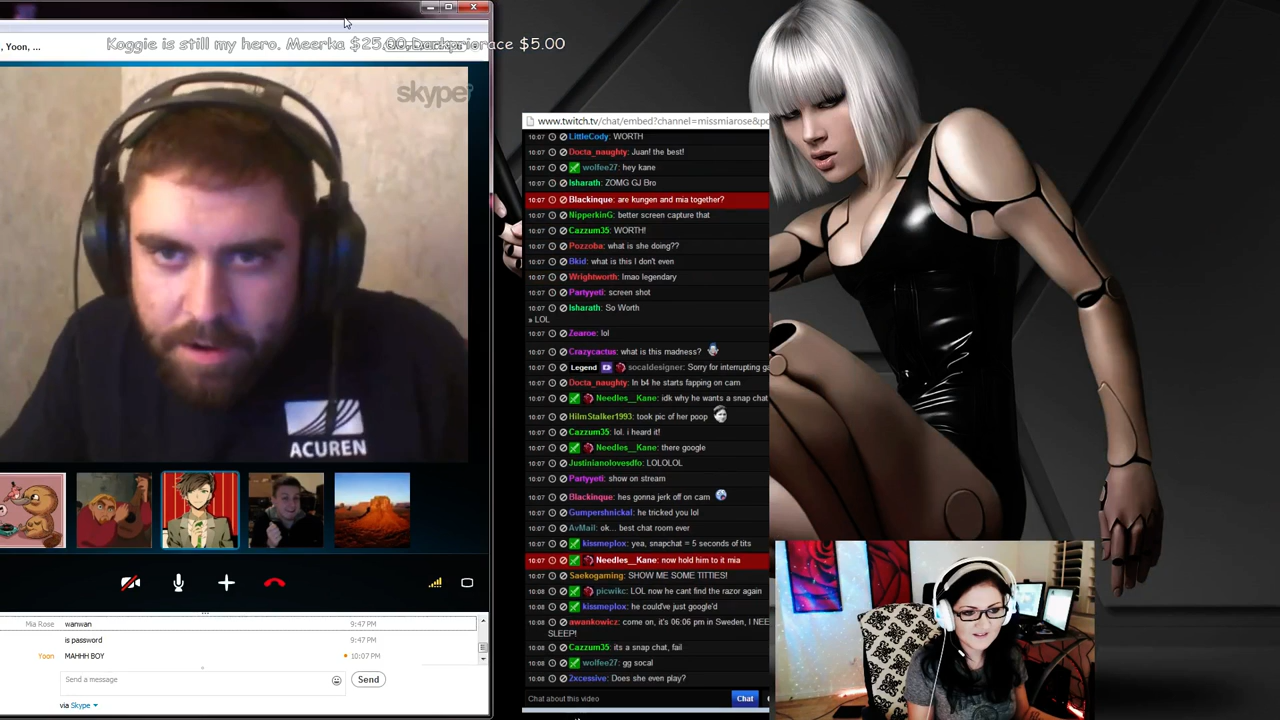 Koggie is still my hero. Meerka $25.00 Darkpriorace $5.00
, Yoon, ...
skype
ACUREN
Mia Rose wanwan
is password 9:47 PM
Yoon MAHHH BOY 10:07 PM
Send a message
Send
via Skype
www.twitch.tv/chat/embed?channel=missmiarose&po
10:07 LittleCody: WORTH
10:07 Docta_naughty: Juan! the best!
10:07 wolfee27: hey kane
10:07 Isharath: ZOMG GJ Bro
10:07 Blackinque: are kungen and mia together?
10:07 NipperkinG: better screen capture that
10:07 Cazzum35: WORTH!
10:07 Pozzoba: what is she doing??
10:07 Bkid: what is this I don't even
10:07 Wrightworth: lmao legendary
10:07 Partyyeti: screen shot
10:07 Isharath: So Worth
» LOL
10:07 Zearoe: lol
10:07 Crazycactus: what is this madness?
Legend socaldesigner: Sorry for interrupting ga
10:07 Docta_naughty: In b4 he starts fapping on cam
10:07 Needles__Kane: idk why he wants a snap chat
10:07 HilmStalker1993: took pic of her poop
10:07 Cazzum35: lol. i heard it!
10:07 Needles__Kane: there google
10:07 Justinianolovesdfo: LOLOLOL
10:07 Partyyeti: show on stream
10:07 Blackinque: hes gonna jerk off on cam
10:07 Gumpershnickal: he tricked you lol
10:07 AvMail: ok... best chat room ever
10:07 kissmeplox: yea, snapchat = 5 seconds of tits
10:07 Needles__Kane: now hold him to it mia
10:08 Saekogaming: SHOW ME SOME TITTIES!
10:08 picwikc: LOL now he cant find the razor again
10:08 kissmeplox: he could've just google'd
10:08 awankowicz: come on, it's 06:06 pm in Sweden, I NEE
SLEEP!
10:08 Cazzum35: its a snap chat, fail
10:08 wolfee27: gg socal
10:08 2xcessive: Does she even play?
Chat about this video
Chat